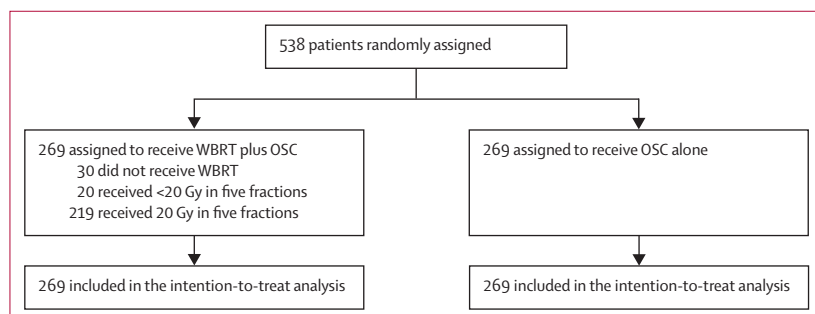 538 patients randomly assigned
269 assigned to receive WBRT plus OSC
30 did not receive WBRT
20 received <20 Gy in five fractions
219 received 20 Gy in five fractions
269 assigned to receive OSC alone
269 included in the intention-to-treat analysis
269 included in the intention-to-treat analysis